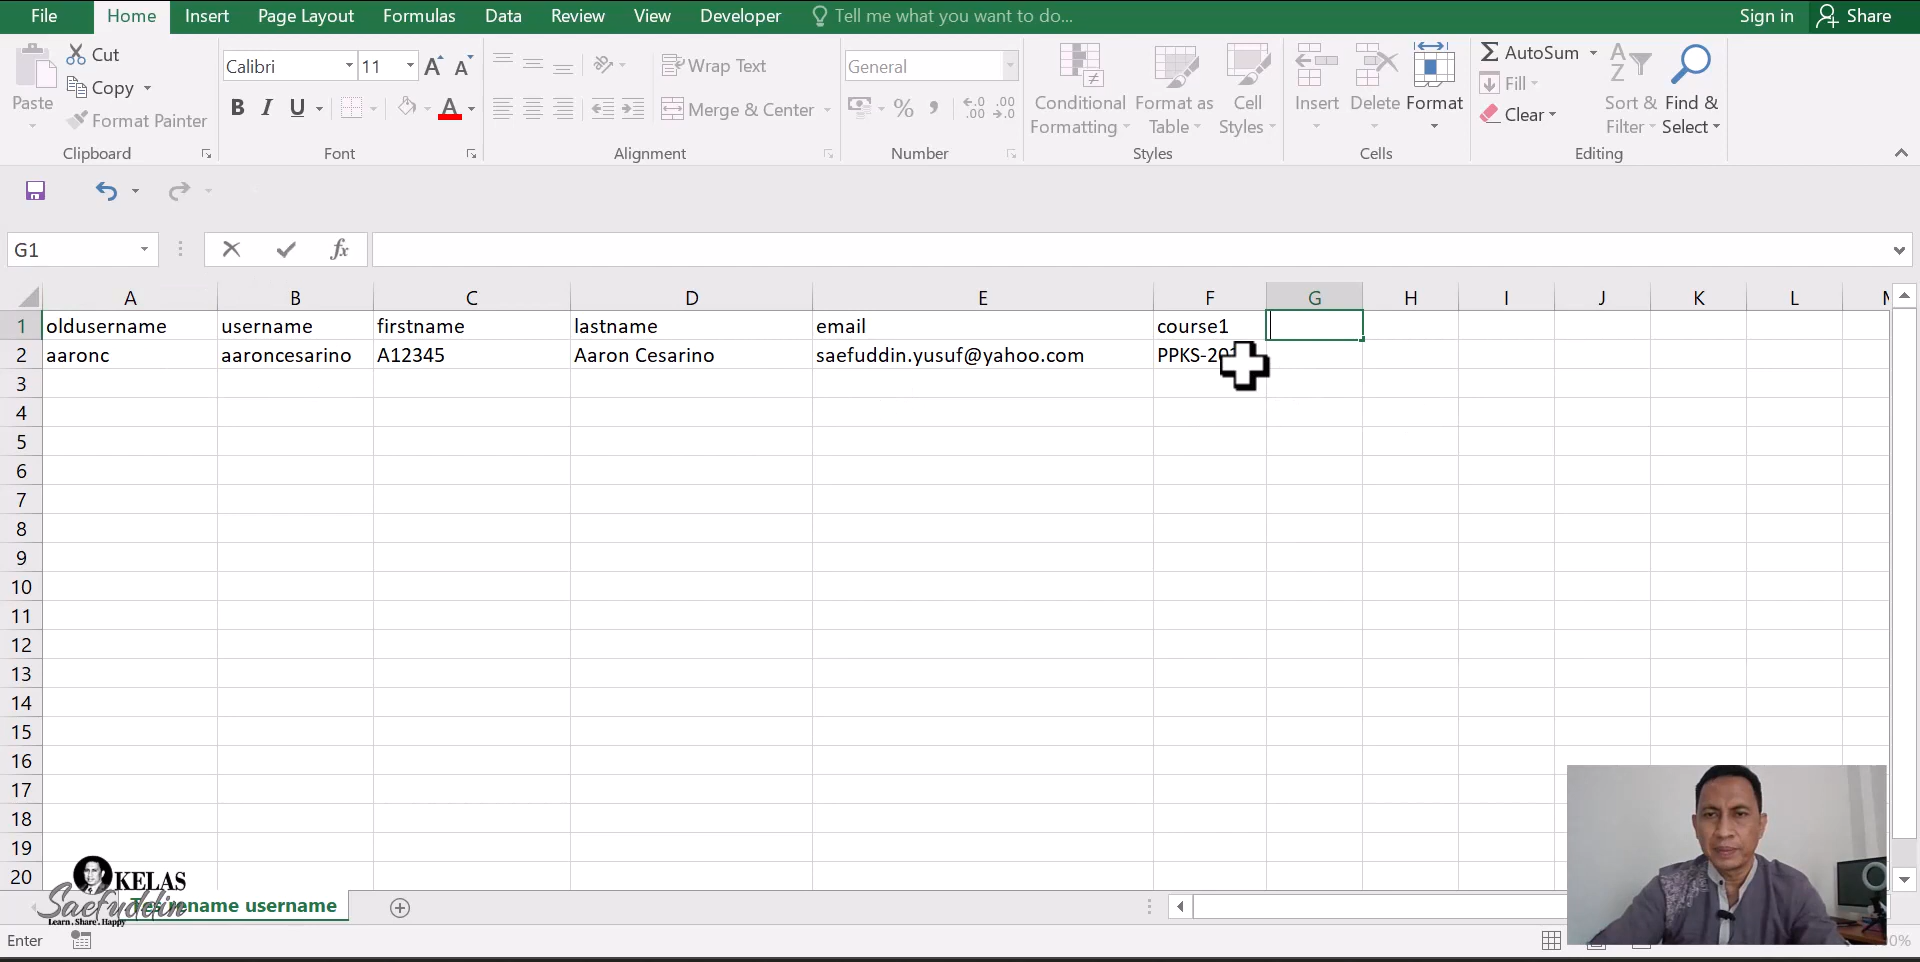 File Home Insert Page Layout Formulas Data Review View Developer Tell me what you want to do... Sign in Share
Paste Cut Copy Format Painter
Clipboard
Calibri 11
B I U A
Font
Wrap Text
Merge & Center
Alignment
General
%
Number
Conditional Formatting
Format as Table
Cell Styles
Styles
Insert Delete Format
Cells
AutoSum
Fill
Clear
Sort & Filter
Find & Select
Editing
G1 fx
A B C D E F G H I J K L
1 oldusername username firstname lastname email course1
2 aaronc aaroncesarino A12345 Aaron Cesarino saefuddin.yusuf@yahoo.com
3
4
5
6
7
8
9
10
11
12
13
14
15
16
17
18
19
20
KELAS
Saefuddin
Learn . Share . Happy
rename username
Enter